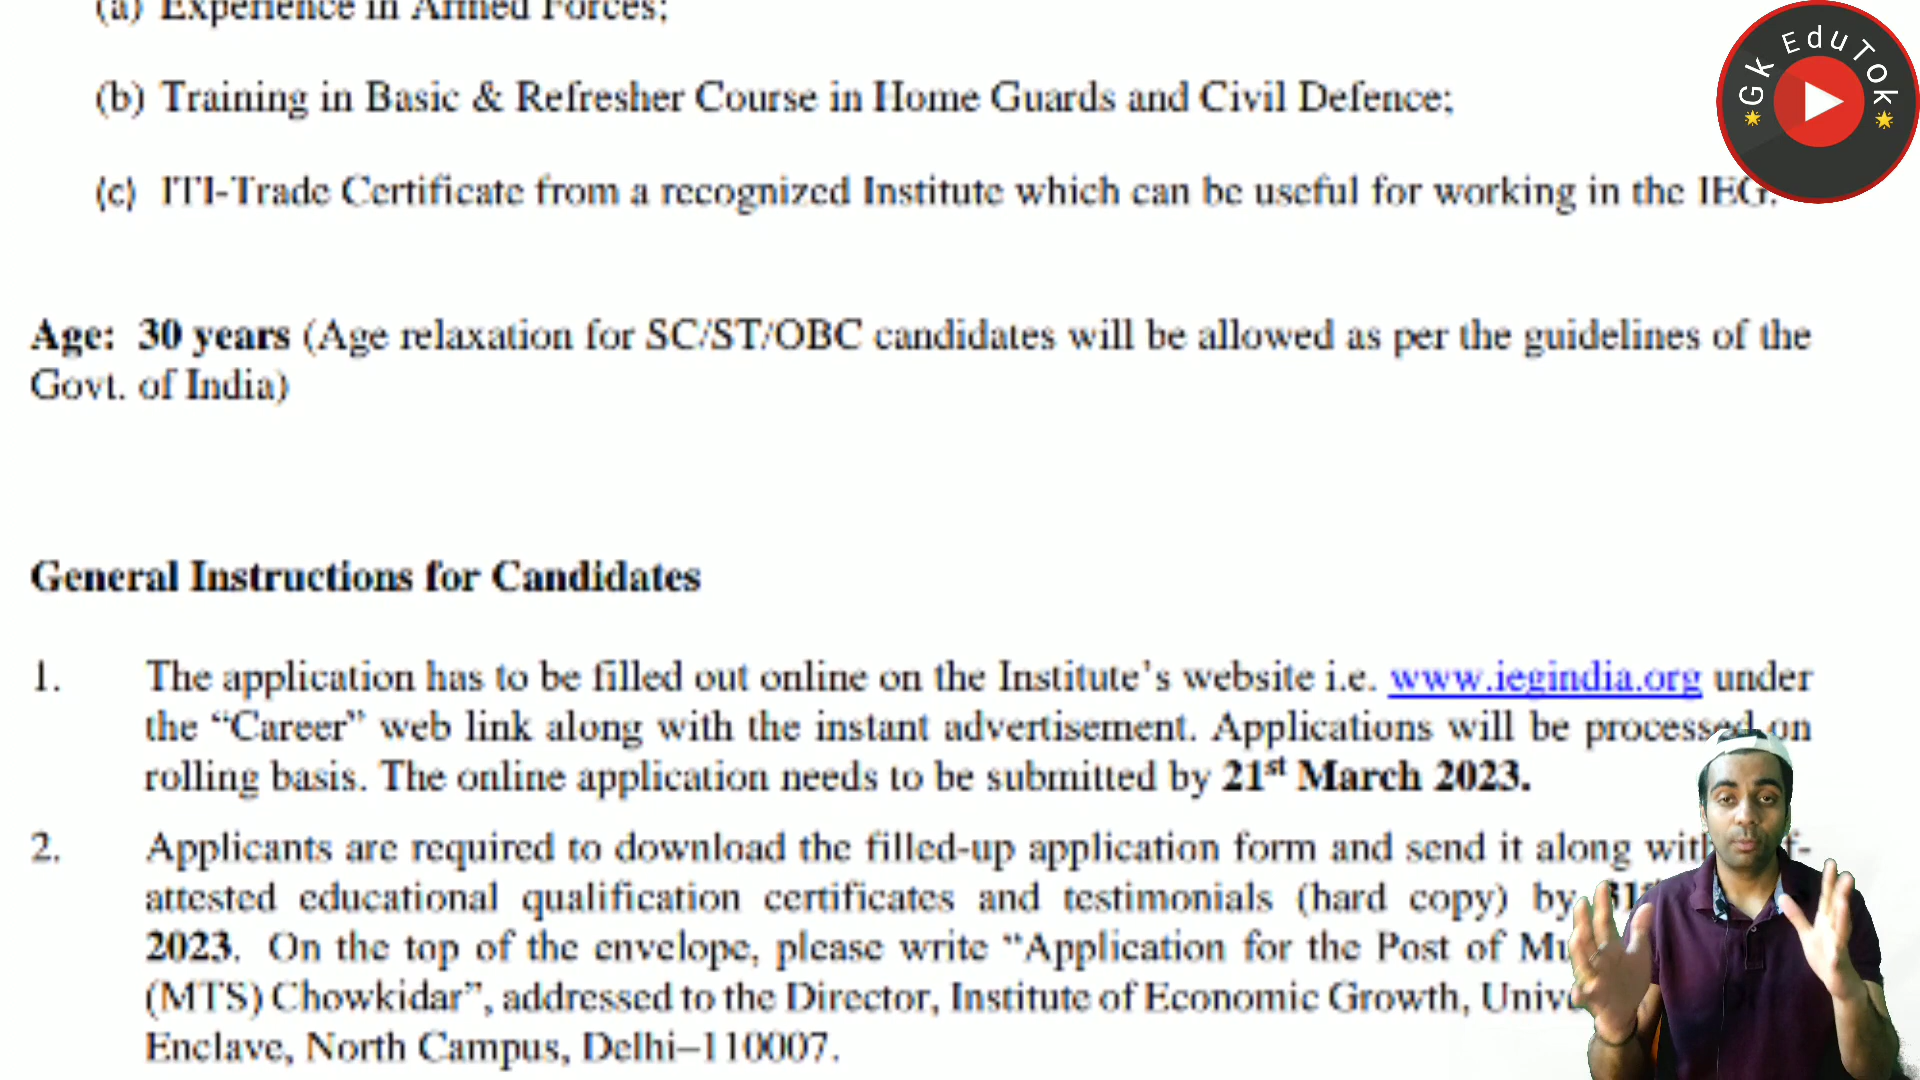 (a) Experience in Armed Forces;
(b) Training in Basic & Refresher Course in Home Guards and Civil Defence;
(c) ITI-Trade Certificate from a recognized Institute which can be useful for working in the IEG.
Gk EduTok
Age: 30 years (Age relaxation for SC/ST/OBC candidates will be allowed as per the guidelines of the
Govt. of India)
General Instructions for Candidates
1. The application has to be filled out online on the Institute's website i.e. www.iegindia.org under
the “Career” web link along with the instant advertisement. Applications will be processed on
rolling basis. The online application needs to be submitted by 21st March 2023.
2. Applicants are required to download the filled-up application form and send it along with
attested educational qualification certificates and testimonials (hard copy) by
2023. On the top of the envelope, please write “Application for the Post of
(MTS) Chowkidar”, addressed to the Director, Institute of Economic Growth,
Enclave, North Campus, Delhi–110007.